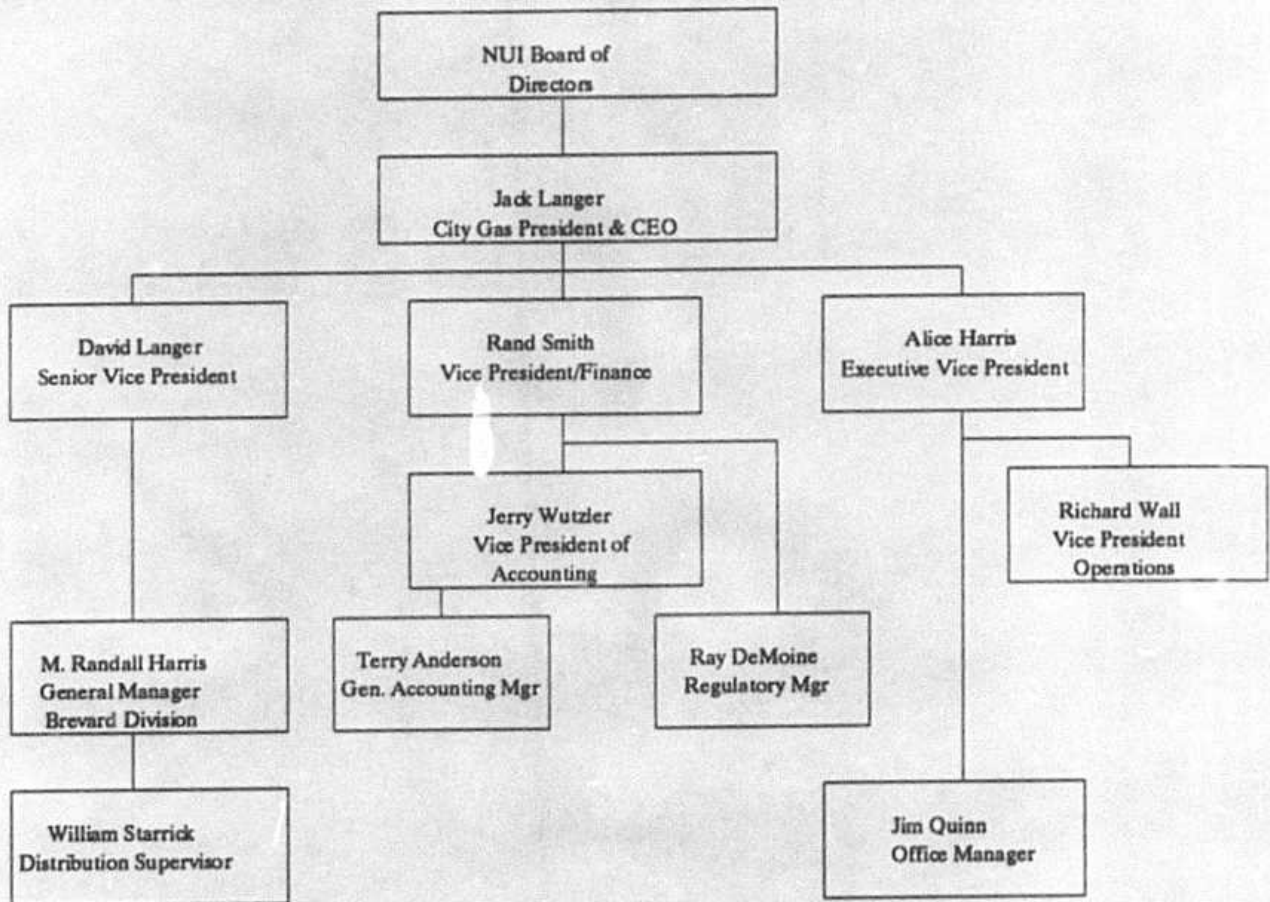 NUI Board of
Directors
Jack Langer
City Gas President & CEO
David Langer
Senior Vice President
Rand Smith
Vice President/Finance
Alice Harris
Executive Vice President
Jerry Wutzler
Vice President of
Accounting
Richard Wall
Vice President
Operations
M. Randall Harris
General Manager
Brevard Division
Terry Anderson
Gen. Accounting Mgr
Ray DeMoine
Regulatory Mgr
William Starrick
Distribution Supervisor
Jim Quinn
Office Manager